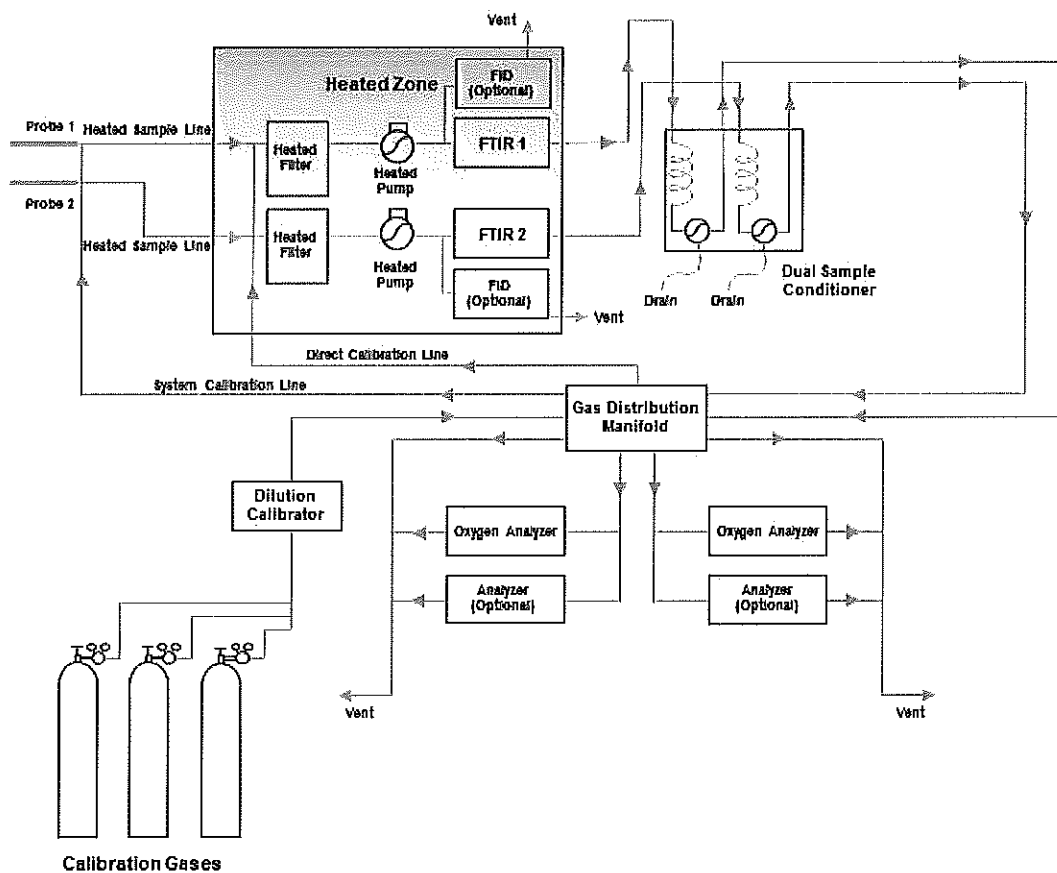 Vent
Heated Zone
FID
(Optional)
Probe 1
Heated Sample Line
Heated
Filter
Heated
Pump
FTIR 1
Probe 2
Heated Sample Line
Heated
Filter
Heated
Pump
FTIR 2
FID
(Optional)
Vent
Drain
Drain
Dual Sample
Conditioner
Direct Calibration Line
System Calibration Line
Gas Distribution
Manifold
Dilution
Calibrator
Oxygen Analyzer
Oxygen Analyzer
Analyzer
(Optional)
Analyzer
(Optional)
Vent
Vent
Calibration Gases